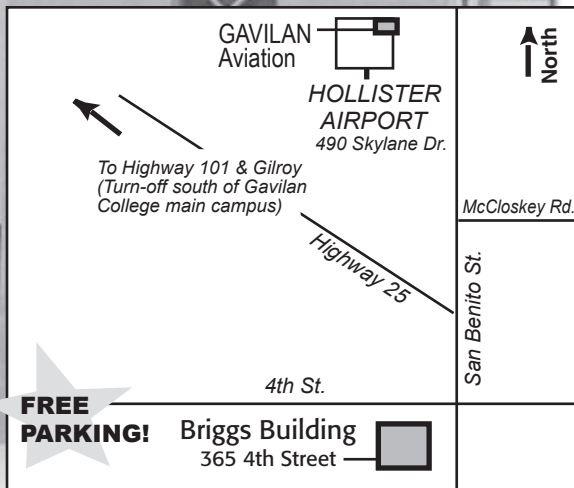 GAVILAN
Aviation
North
HOLLISTER
AIRPORT
490 Skylane Dr.
To Highway 101 & Gilroy
(Turn-off south of Gavilan
College main campus)
McCloskey Rd.
Highway 25
San Benito St.
4th St.
FREE
PARKING!
Briggs Building
365 4th Street